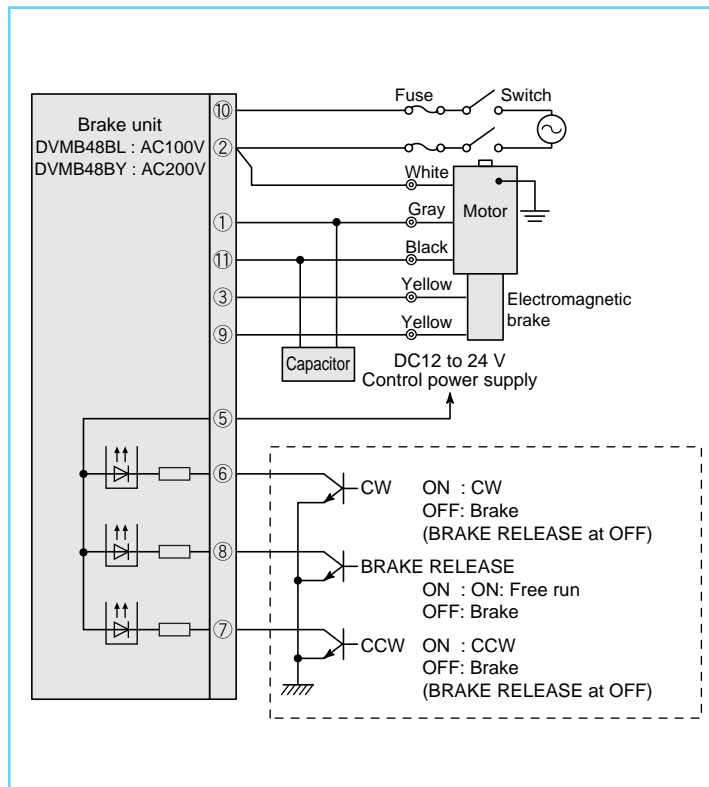 Fuse
Switch
Brake unit
DVMB48BL : AC100V
DVMB48BY : AC200V
⑩
②
White
①
Gray
Motor
⑪
Black
③
Yellow
Electromagnetic
brake
⑨
Yellow
Capacitor
DC12 to 24 V
Control power supply
⑤
⑥
CW
ON : CW
OFF: Brake
(BRAKE RELEASE at OFF)
⑧
BRAKE RELEASE
ON : ON: Free run
OFF: Brake
⑦
CCW
ON : CCW
OFF: Brake
(BRAKE RELEASE at OFF)